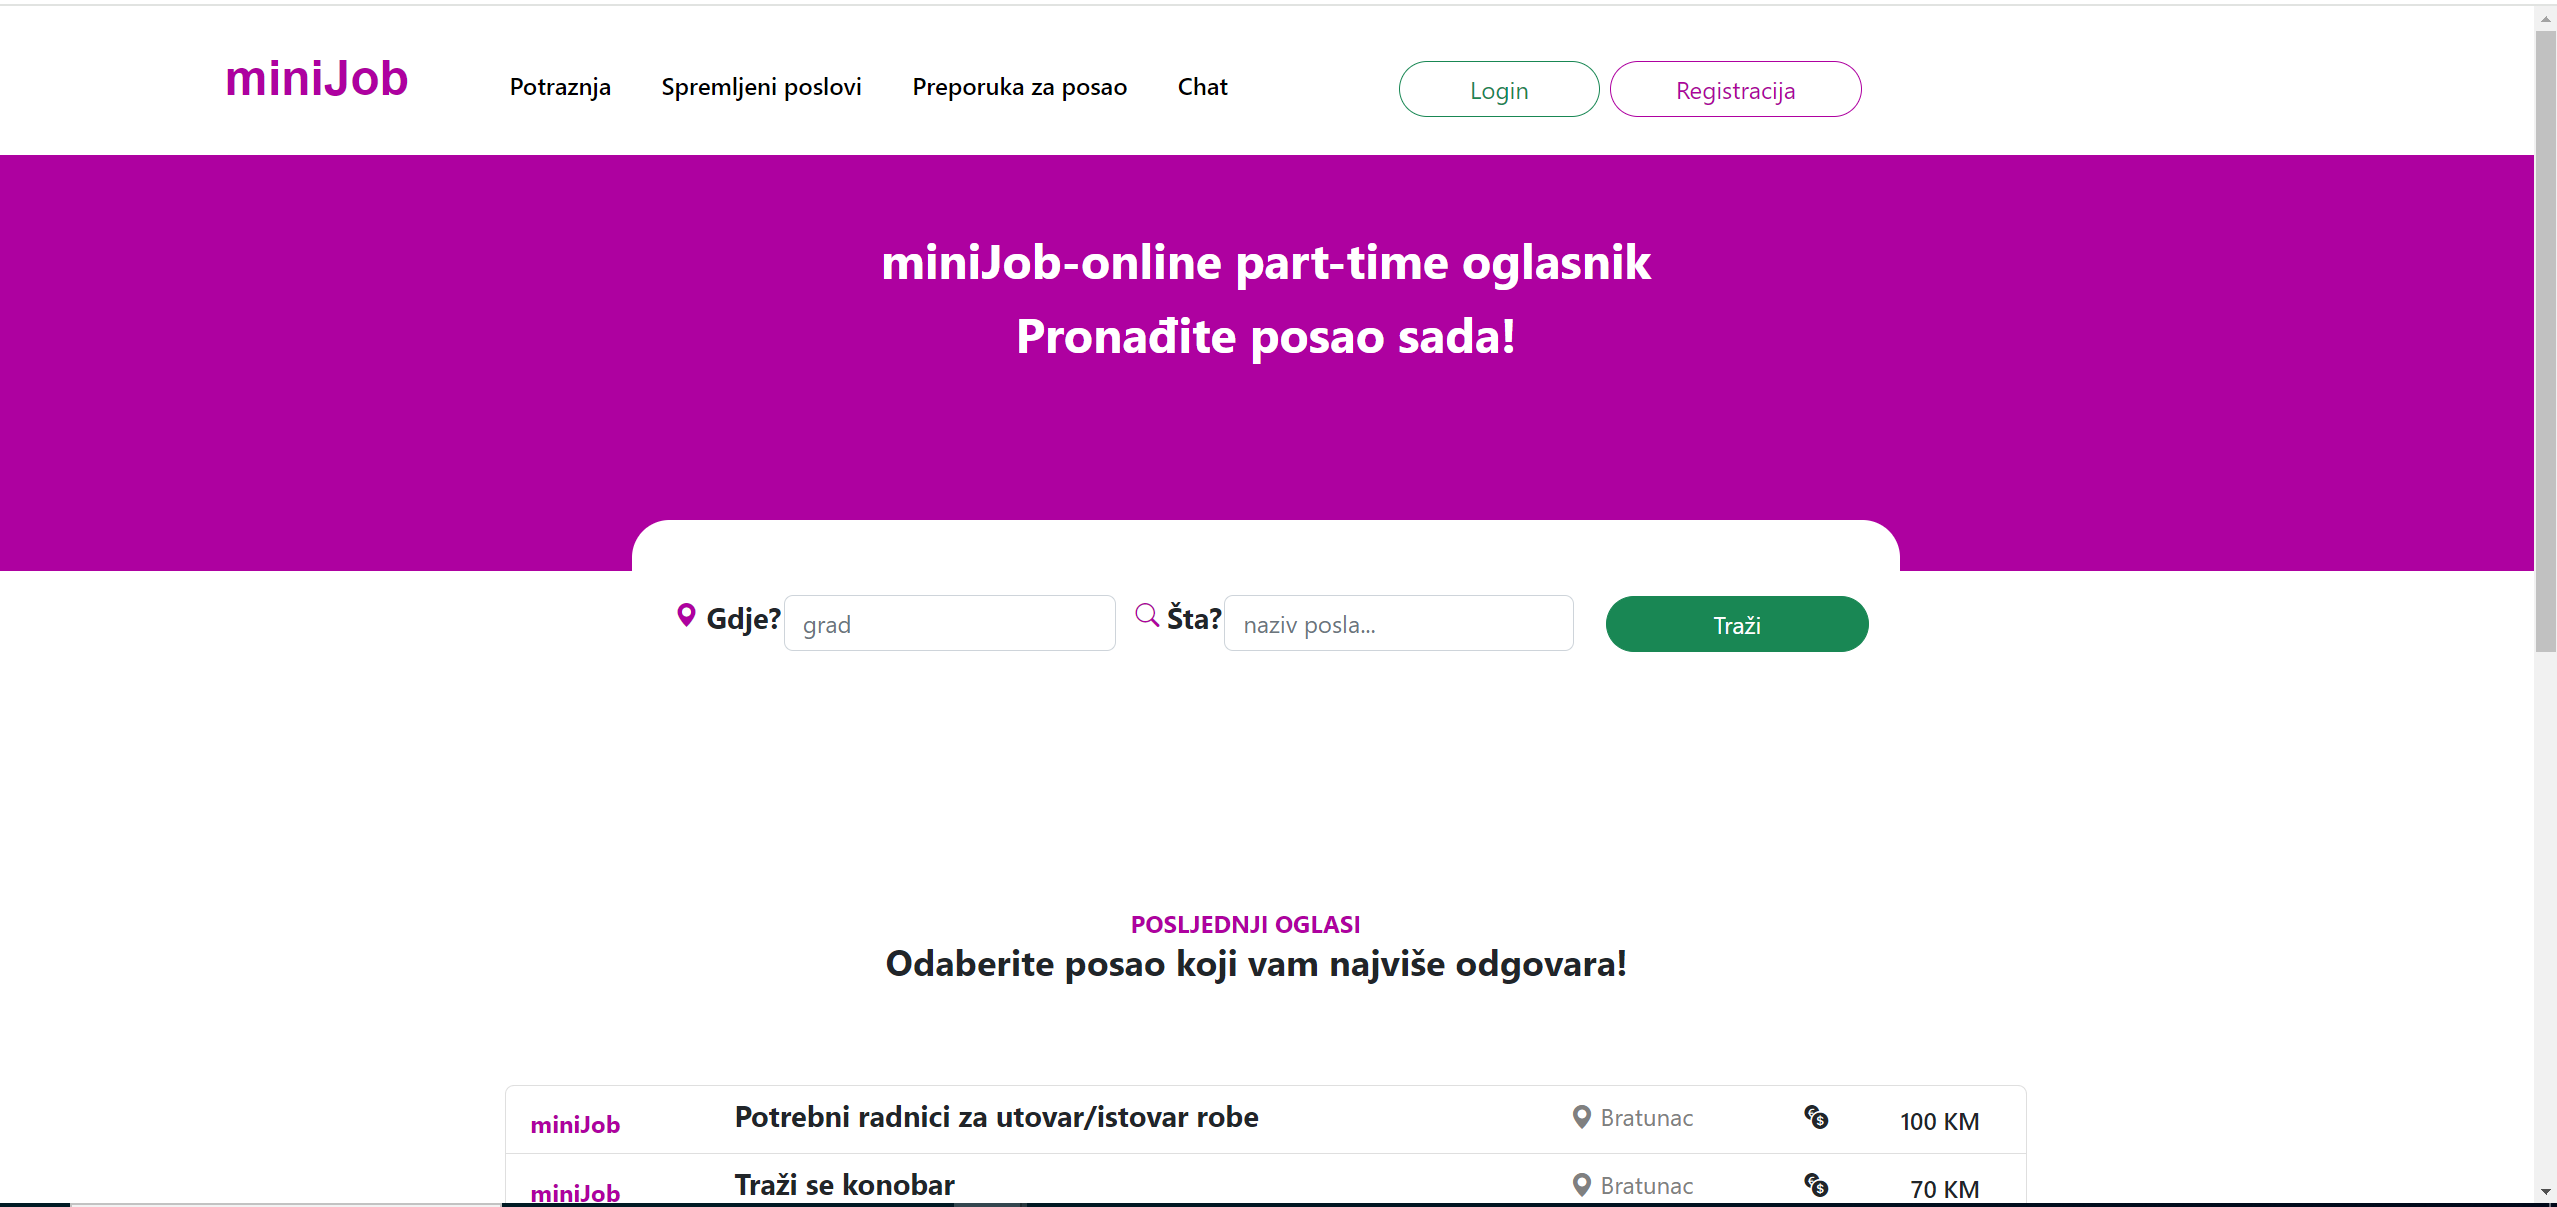 miniJob Potraznja Spremljeni poslovi Preporuka za posao Chat Login Registracija
miniJob-online part-time oglasnik
Pronađite posao sada!
Gdje? grad Šta? naziv posla... Traži
POSLJEDNJI OGLASI
Odaberite posao koji vam najviše odgovara!
miniJob Potrebni radnici za utovar/istovar robe Bratunac 100 KM
miniJob Traži se konobar Bratunac 70 KM